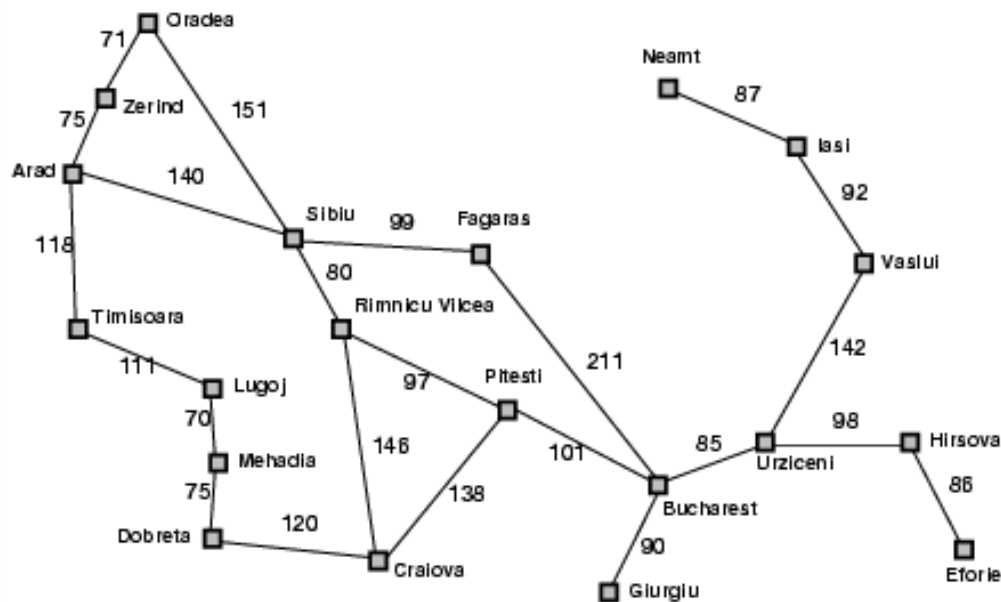 Oradea
71
Neamt
Zerind
87
75
151
Iasi
Arad
140
92
Sibiu
99
Fagaras
118
80
Vaslui
Rimnicu Vilcea
Timisoara
142
111
211
Lugoj
97
Pitesti
70
98
Hirsova
146
101
85
Mehadia
Urziceni
75
138
86
Bucharest
Dobreta
120
90
Craiova
Eforie
Giurgiu